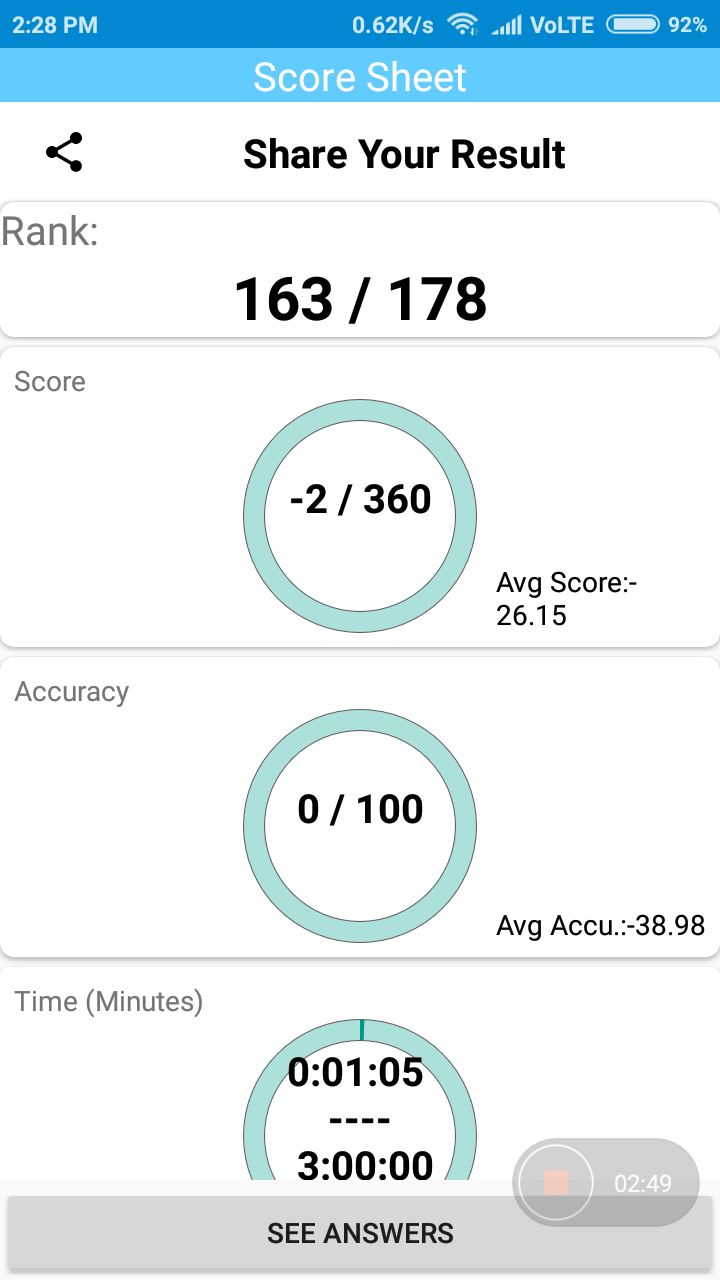 2:28 PM 0.62K/s VoLTE 92%
Score Sheet
Share Your Result
Rank:
163 / 178
Score
-2 / 360
Avg Score:-
26.15
Accuracy
0 / 100
Avg Accu.:-38.98
Time (Minutes)
0:01:05
----
3:00:00
02:49
SEE ANSWERS